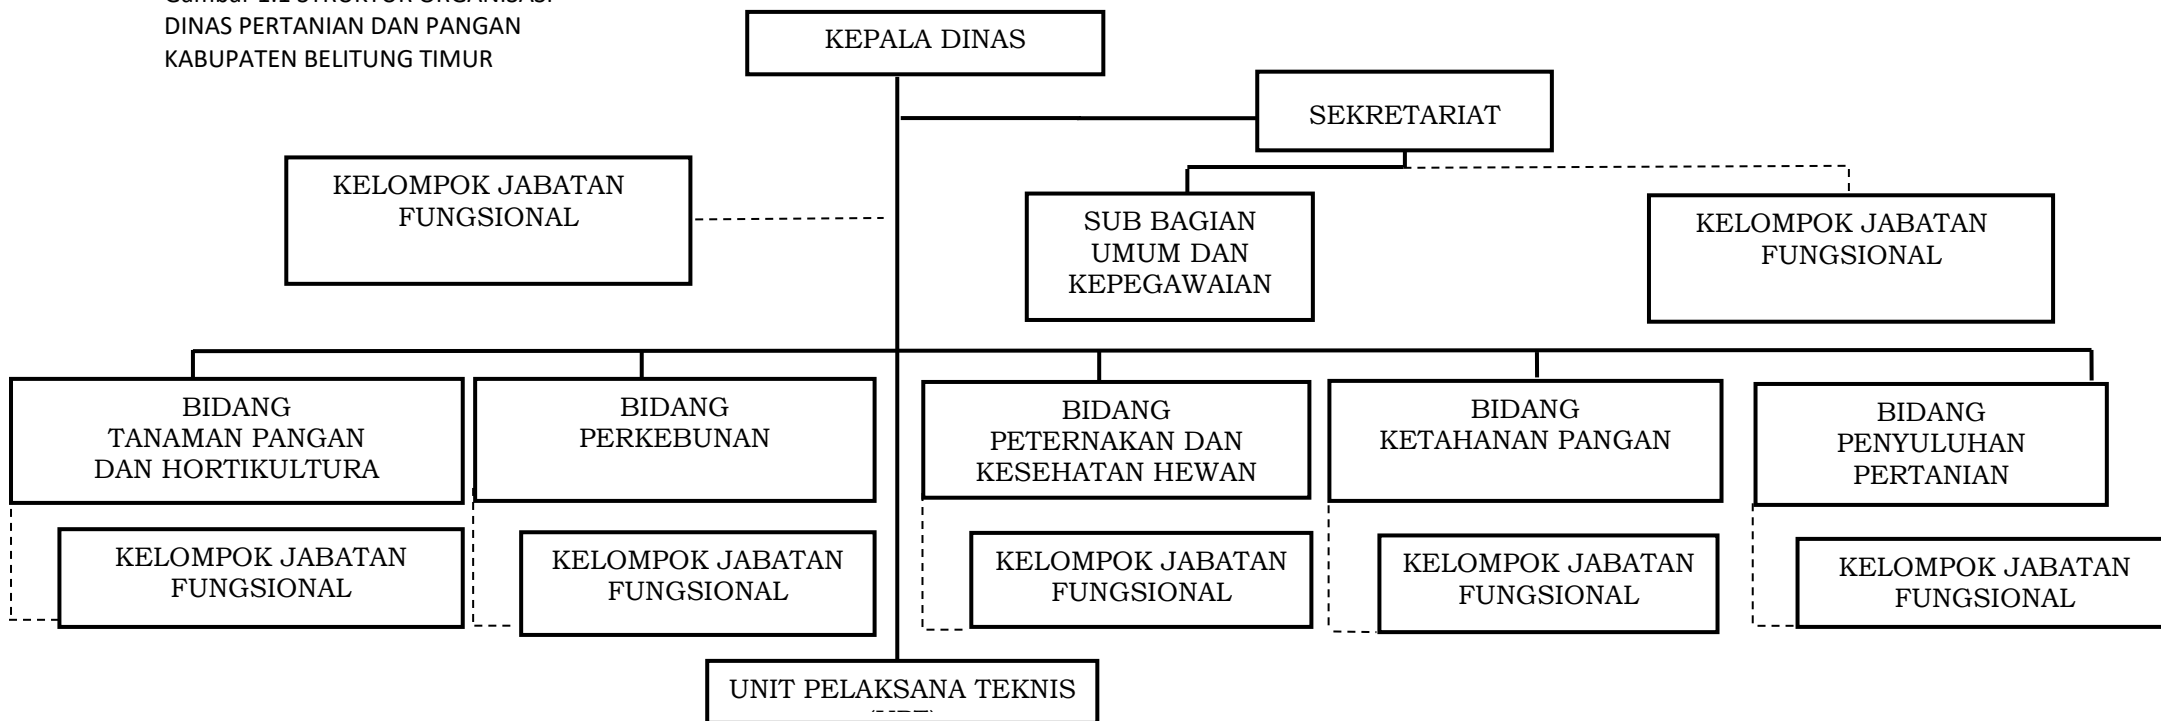 DINAS PERTANIAN DAN PANGAN
KABUPATEN BELITUNG TIMUR
KEPALA DINAS
SEKRETARIAT
KELOMPOK JABATAN
FUNGSIONAL
SUB BAGIAN
UMUM DAN
KEPEGAWAIAN
KELOMPOK JABATAN
FUNGSIONAL
BIDANG
TANAMAN PANGAN
DAN HORTIKULTURA
BIDANG
PERKEBUNAN
BIDANG
PETERNAKAN DAN
KESEHATAN HEWAN
BIDANG
KETAHANAN PANGAN
BIDANG
PENYULUHAN
PERTANIAN
KELOMPOK JABATAN
FUNGSIONAL
KELOMPOK JABATAN
FUNGSIONAL
KELOMPOK JABATAN
FUNGSIONAL
KELOMPOK JABATAN
FUNGSIONAL
KELOMPOK JABATAN
FUNGSIONAL
UNIT PELAKSANA TEKNIS